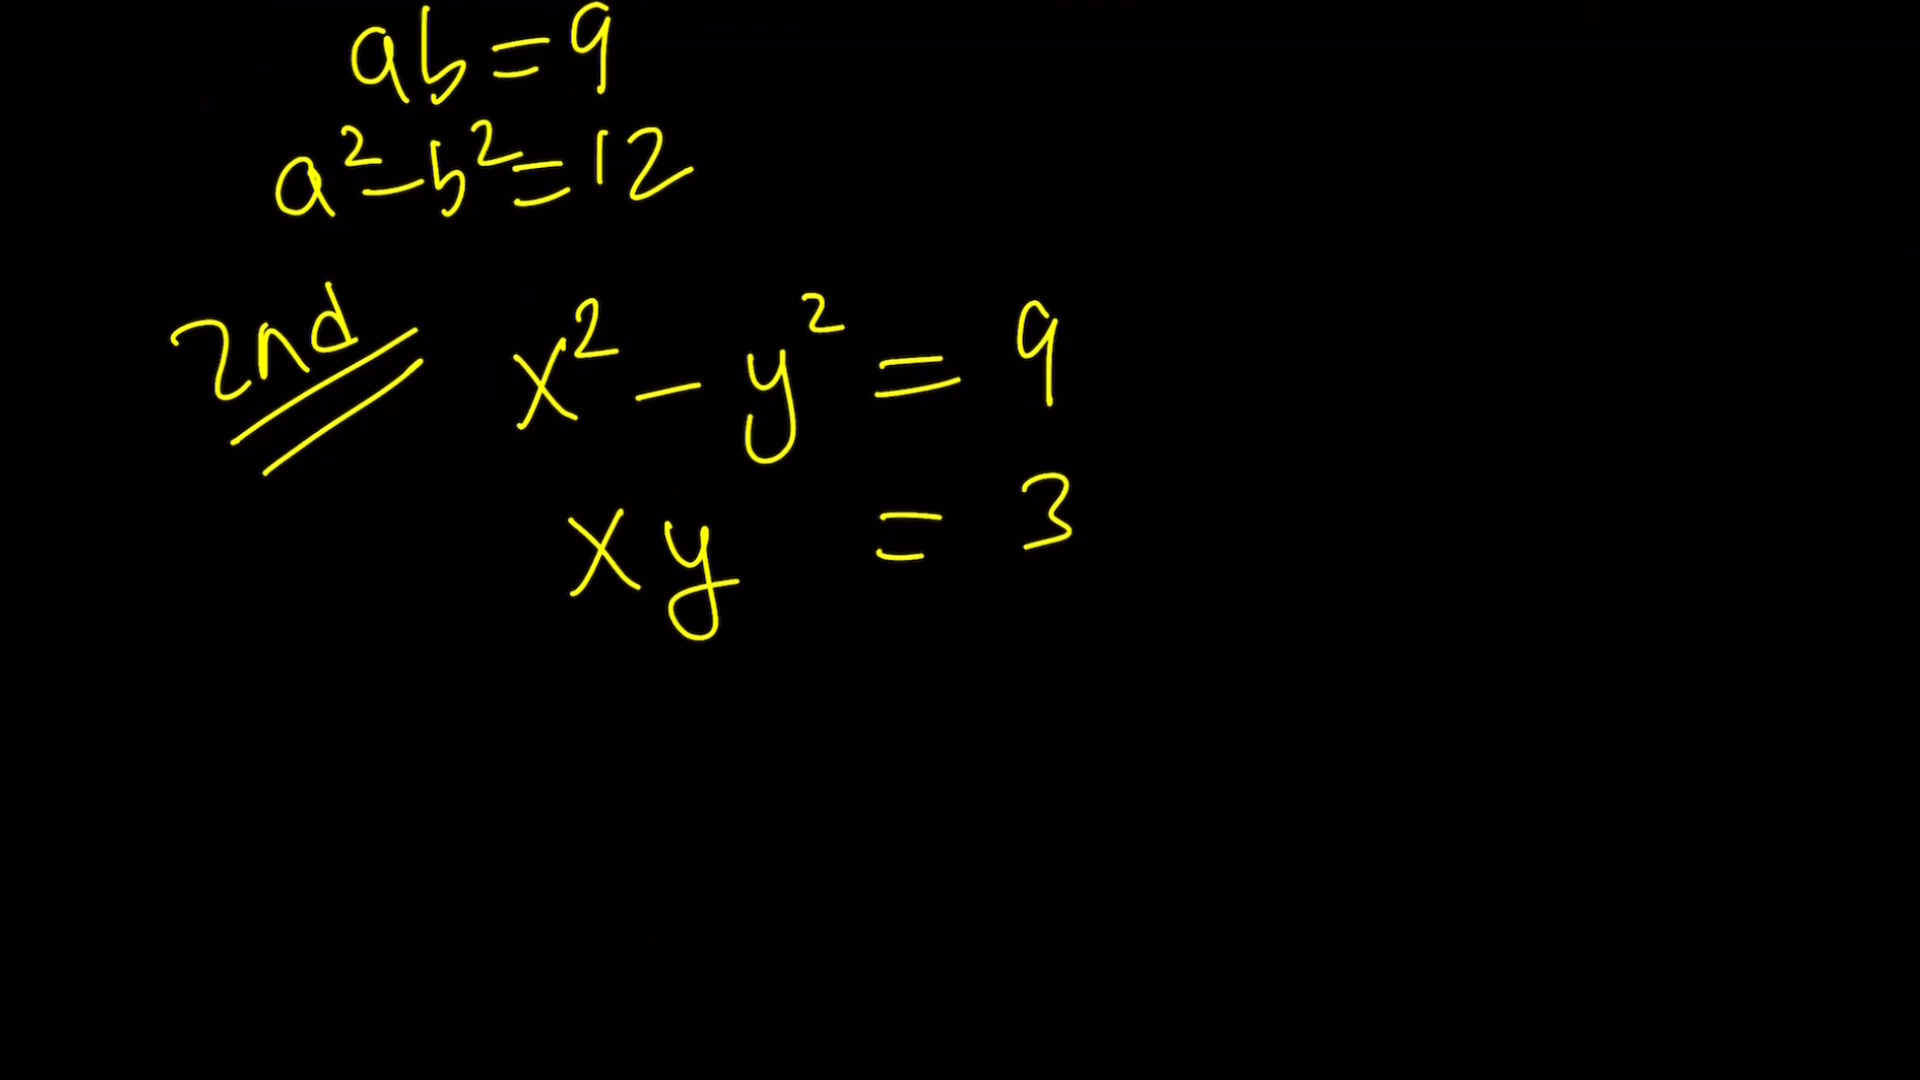 ab=9
a²-b²=12
2nd x² - y² = 9
xy = 3